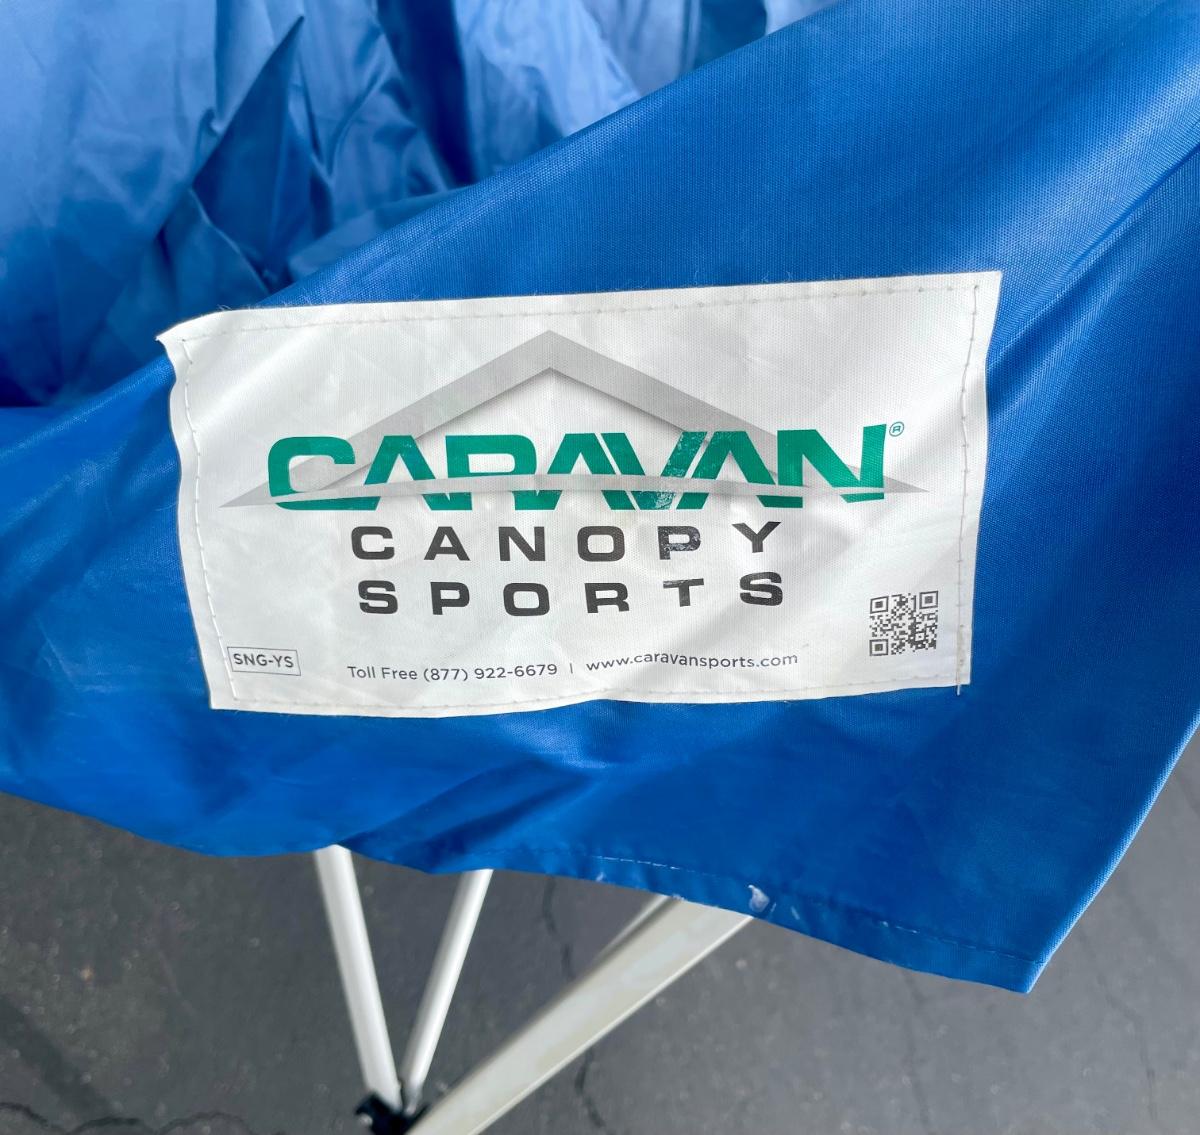 CARAVAN®
CANOPY
SPORTS
SNG-YS
Toll Free (877) 922-6679 | www.caravansports.com